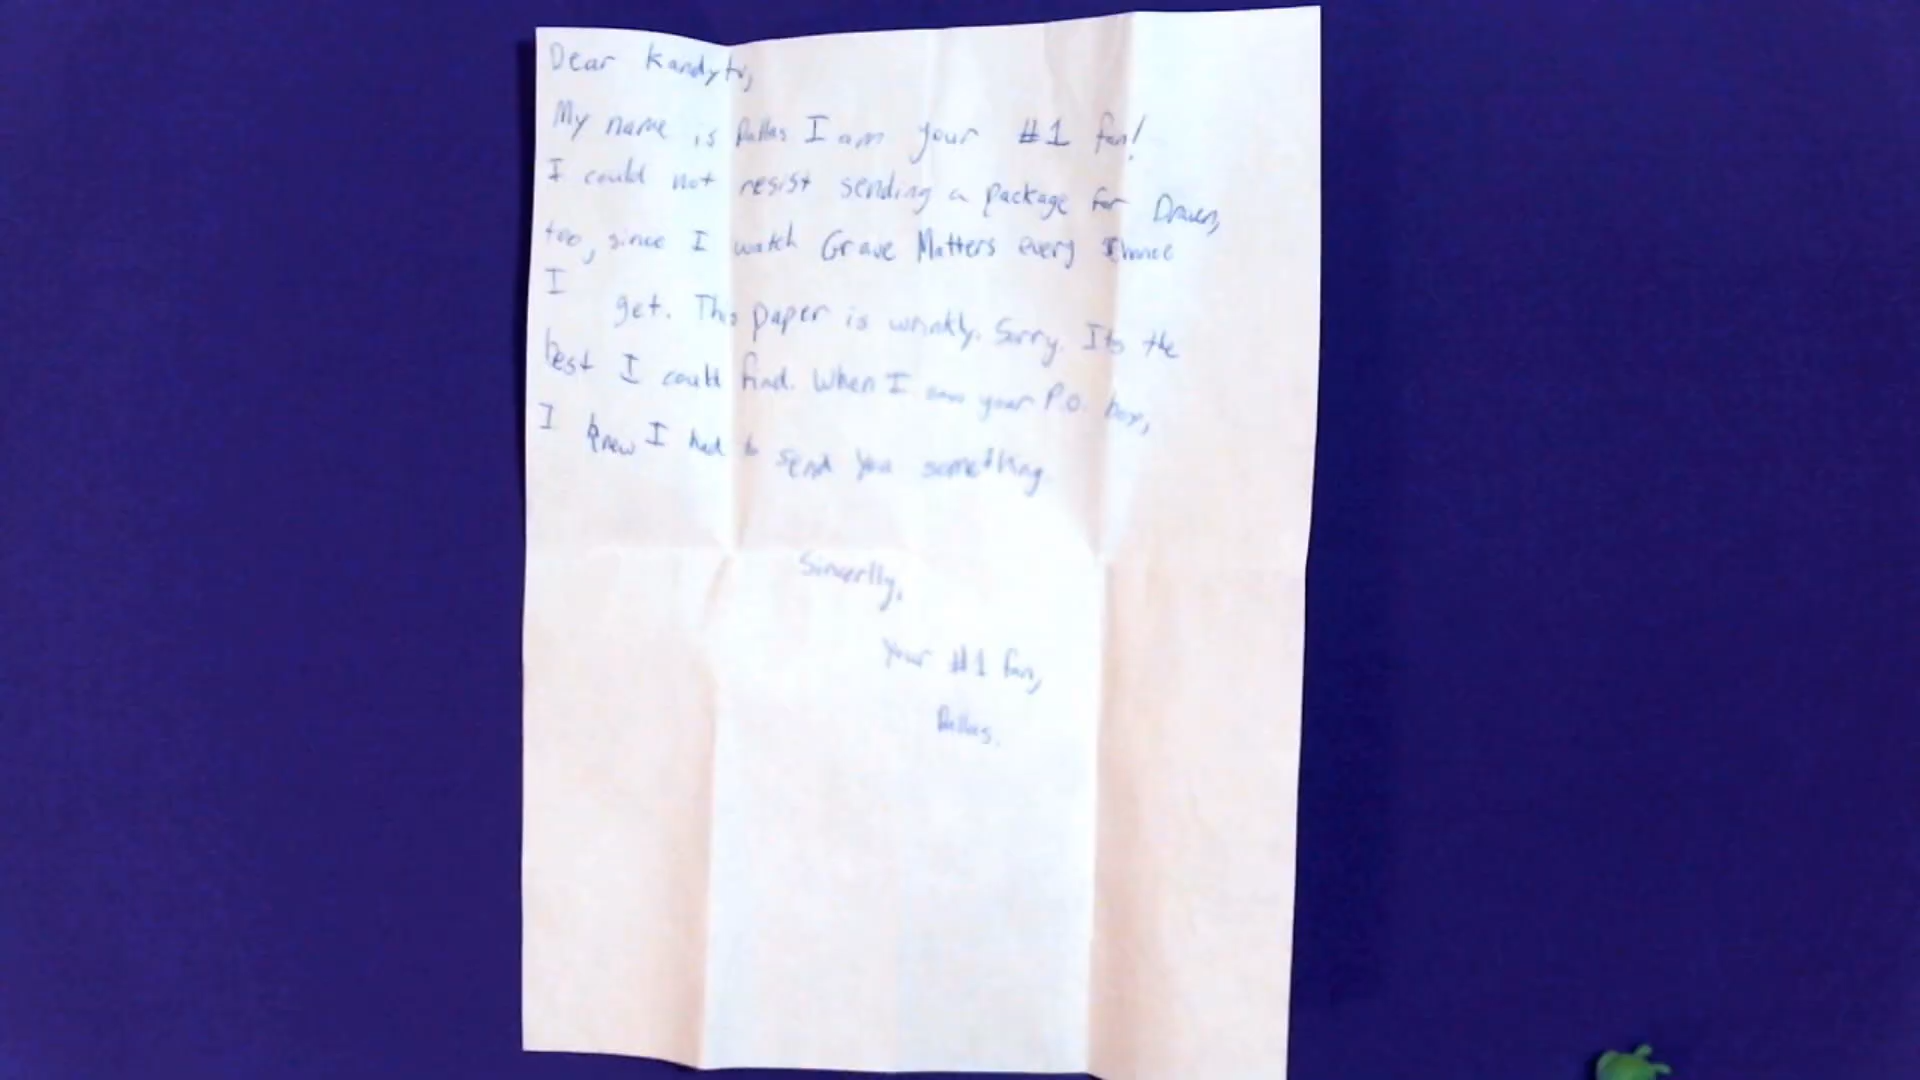 Dear Kandytv,
My name is Dallas I am your #1 fan!
I could not resist sending a package for Draven,
too, since I watch Grave Matters every chance
I get. This paper is wrinkly. Sorry. Its the
best I could find. When I saw your P.O. box,
I knew I had to send you something.
Sincerlly,
Your #1 fan,
Dallas.